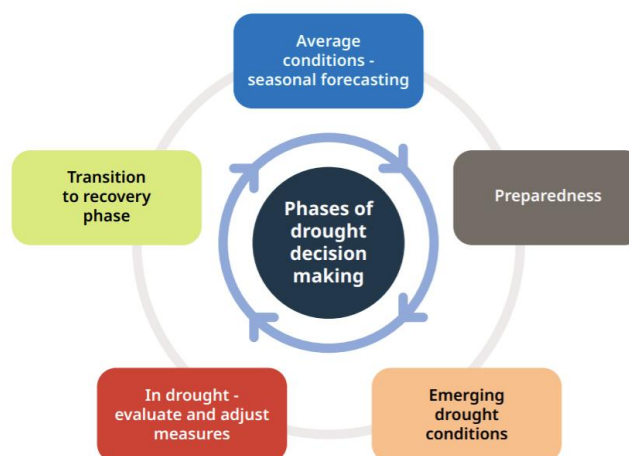 Average
conditions -
seasonal forecasting
Preparedness
Emerging
drought
conditions
In drought -
evaluate and adjust
measures
Transition
to recovery
phase
Phases of
drought
decision
making